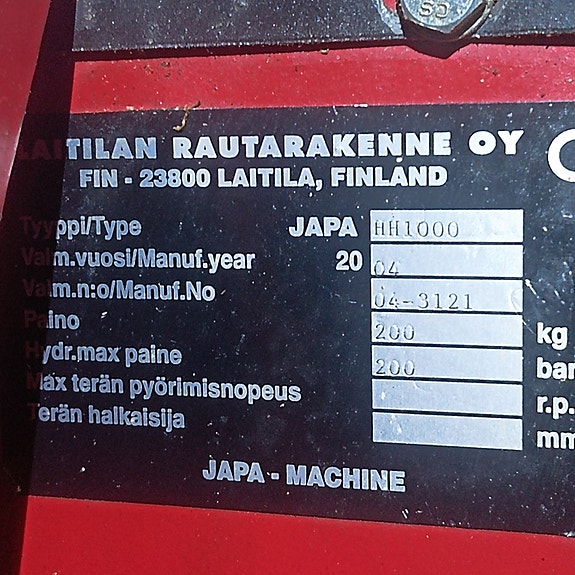 LAITILAN RAUTARAKENNE OY
FIN - 23800 LAITILA, FINLAND
Tyyppi/Type JAPA HH1000
Valm.vuosi/Manuf.year 20 04
Valm.n:o/Manuf.No 04-3121
Paino 200 kg
Hydr.max paine 200 bar
Max terän pyörimisnopeus r.p.
Terän halkaisija mm
JAPA - MACHINE